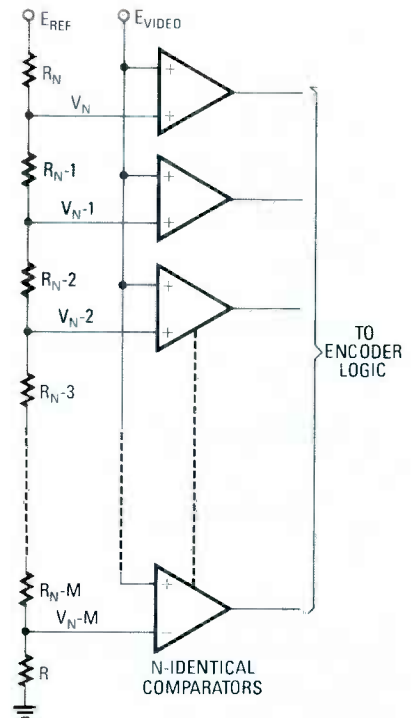 E_REF E_VIDEO
R_N
V_N
+
+
R_N-1
V_N-1
+
+
R_N-2
V_N-2
+
+
R_N-3
TO
ENCODER
LOGIC
R_N-M
V_N-M
+
−
R
N-IDENTICAL
COMPARATORS